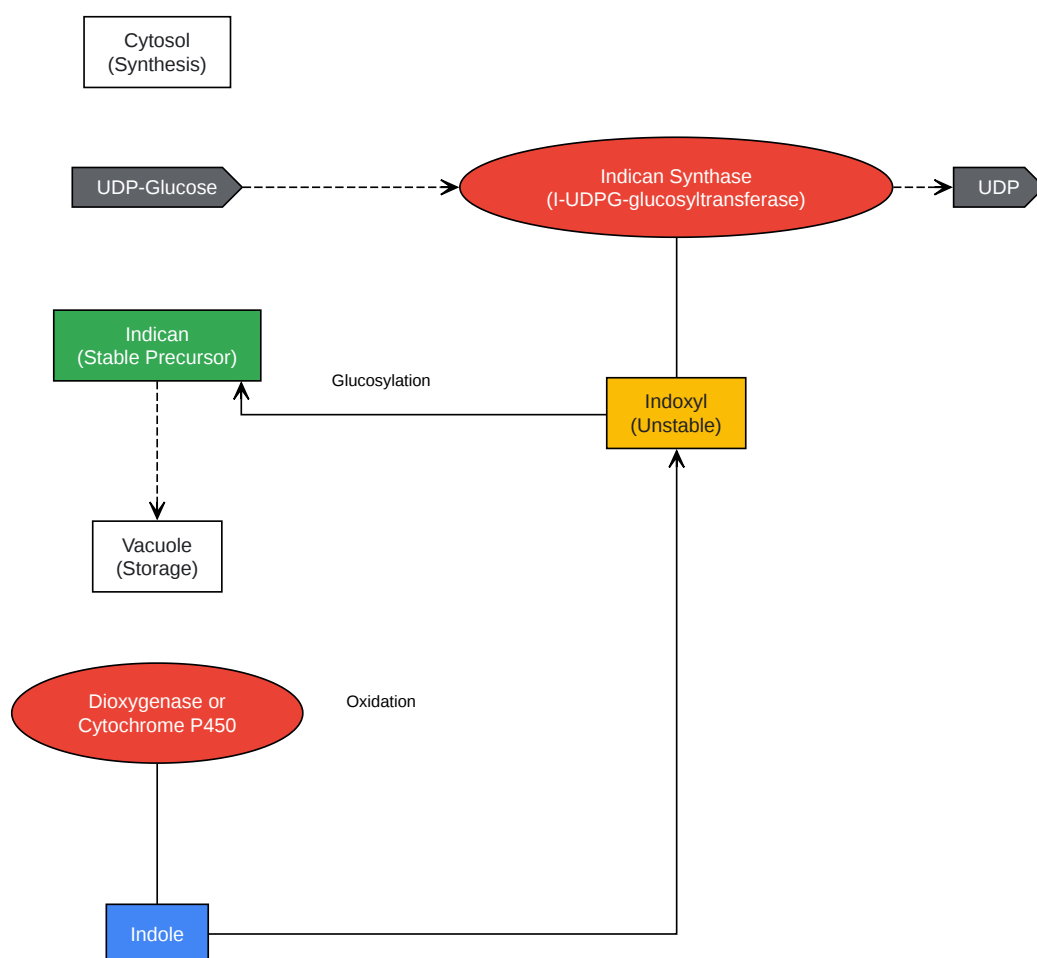 Cytosol
(Synthesis)
UDP-Glucose
Indican Synthase
(I-UDPG-glucosyltransferase)
UDP
Indican
(Stable Precursor)
Glucosylation
Indoxyl
(Unstable)
Vacuole
(Storage)
Dioxygenase or
Cytochrome P450
Oxidation
Indole